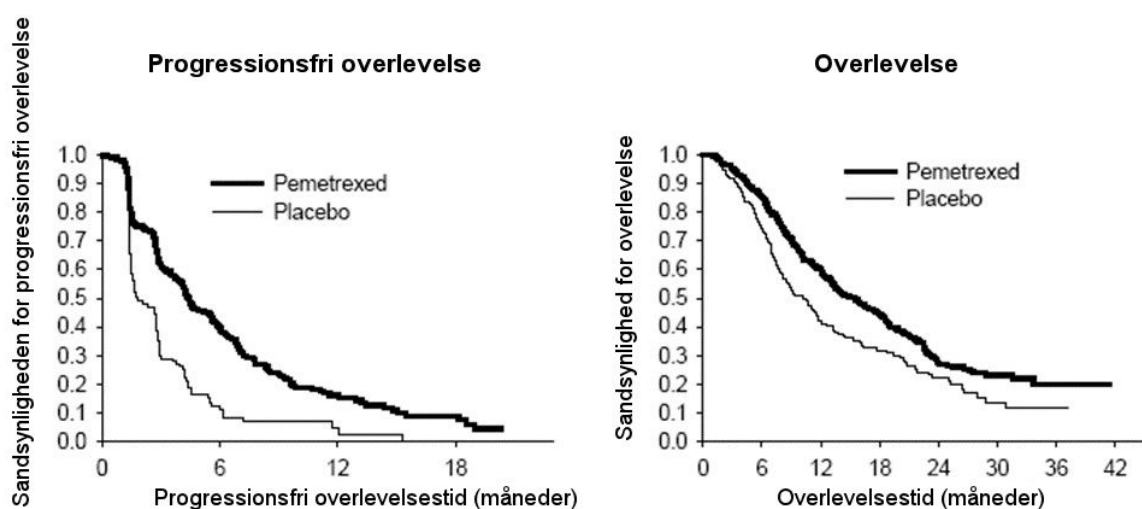 Progressionsfri overlevelse
Sandsynligheden for progressionsfri overlevelse
1.0
0.9
0.8
0.7
0.6
0.5
0.4
0.3
0.2
0.1
0.0
Pemetrexed
Placebo
0 6 12 18
Progressionsfri overlevelsestid (måneder)
Overlevelse
Sandsynlighed for overlevelse
1.0
0.9
0.8
0.7
0.6
0.5
0.4
0.3
0.2
0.1
0.0
Pemetrexed
Placebo
0 6 12 18 24 30 36 42
Overlevelsestid (måneder)